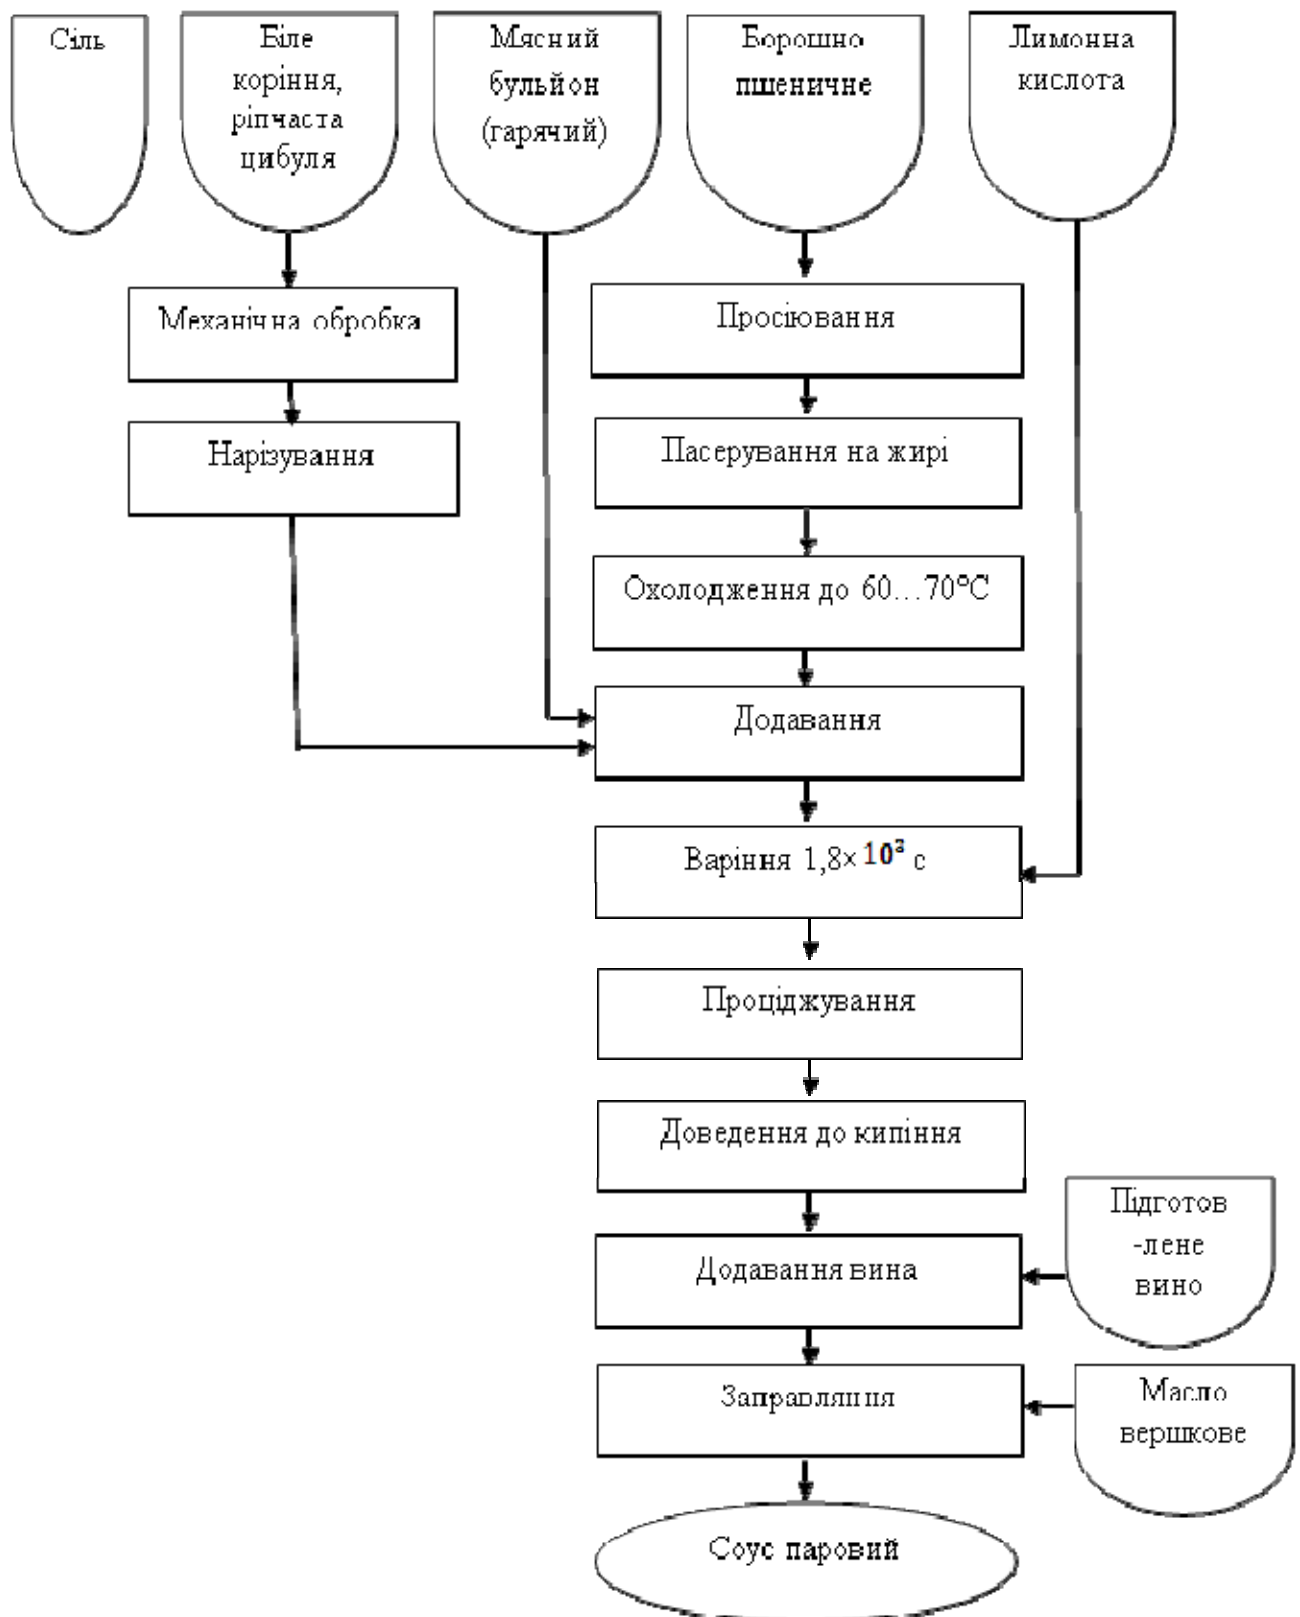 Сіль
Біле
коріння,
ріпчаста
цибуля
Мясний
бульйон
(гарячий)
Борошно
пшеничне
Лимонна
кислота
Механічна обробка
Просіювання
Нарізування
Пасерування на жирі
Охолодження до 60…70°С
Додавання
Варіння 1,8× 10³ с
Проціджування
Доведення до кипіння
Підготов
-лене
вино
Додавання вина
Заправляння
Масло
вершкове
Соус паровий